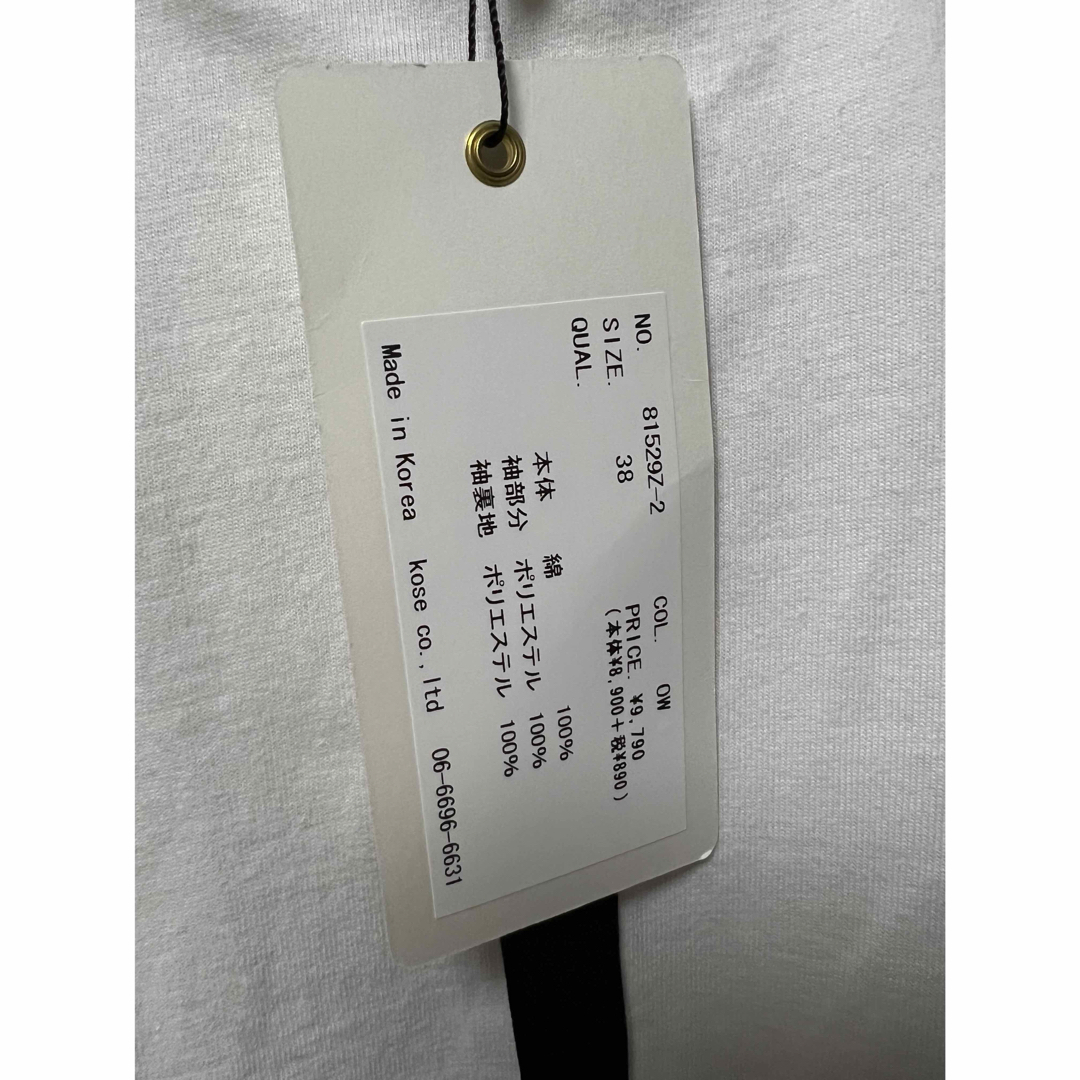 NO. 81529Z-2 COL. OW
SIZE. 38 PRICE. ¥9,790
(本体¥8,900+税¥890)
QUAL.
本体 綿 100%
袖部分 ポリエステル 100%
袖裏地 ポリエステル 100%
Made in Korea kose co.,ltd 06-6696-6631